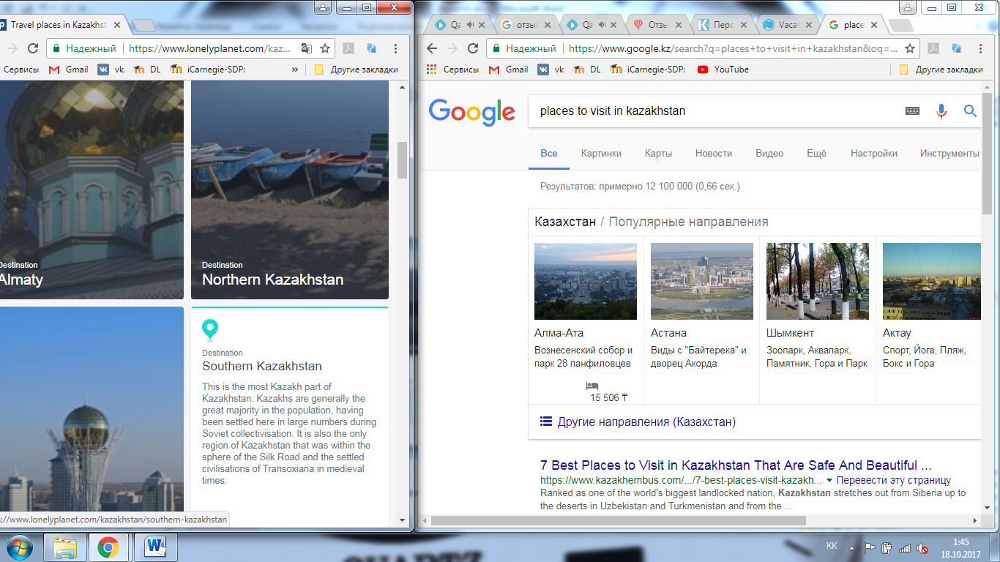 Travel places in Kazakhst
Надежный
https://www.lonelyplanet.com/kaz...
Сервисы Gmail vk DL iCarnegie-SDP: » Другие закладки
Destination
Almaty
Destination
Northern Kazakhstan
Destination
Southern Kazakhstan
This is the most Kazakh part of
Kazakhstan: Kazakhs are generally the
great majority in the population, having
been settled here in large numbers during
Soviet collectivisation. It is also the only
region of Kazakhstan that was within the
sphere of the Silk Road and the settled
civilisations of Transoxiana in medieval
times.
://www.lonelyplanet.com/kazakhstan/southern-kazakhstan
Qa отзыв Qa Отзы Перс Vacat place
Надежный
https://www.google.kz/search?q=places+to+visit+in+kazakhstan&oq=...
Сервисы Gmail vk DL iCarnegie-SDP: YouTube Другие закладки
Google
places to visit in kazakhstan
Все Картинки Карты Новости Видео Ещё Настройки Инструменты
Результатов: примерно 12 100 000 (0,66 сек.)
Казахстан / Популярные направления
Алма-Ата
Вознесенский собор и
парк 28 панфиловцев
15 506 ₸
Астана
Виды с "Байтерека" и
дворец Акорда
Шымкент
Зоопарк, Аквапарк,
Памятник, Гора и Парк
Актау
Спорт, Йога, Пляж,
Бокс и Гора
Другие направления (Казахстан)
7 Best Places to Visit in Kazakhstan That Are Safe And Beautiful ...
https://www.kazakhembus.com/.../7-best-places-visit-kazakh... Перевести эту страницу
Ranked as one of the world's biggest landlocked nation, Kazakhstan stretches out from Siberia up to
the deserts in Uzbekistan and Turkmenistan and from the ...
KK
1:45
18.10.2017